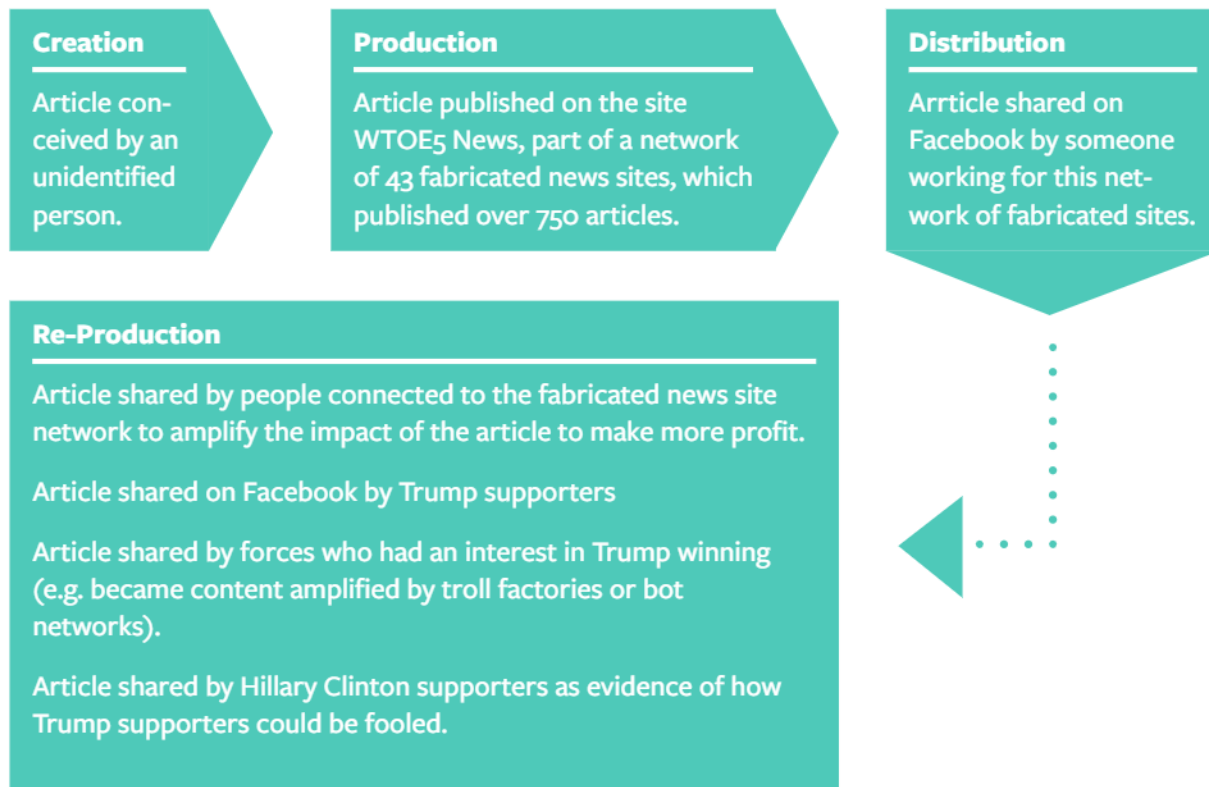 Creation
Article con-
ceived by an
unidentified
person.
Production
Article published on the site
WTOE5 News, part of a network
of 43 fabricated news sites, which
published over 750 articles.
Distribution
Arrticle shared on
Facebook by someone
working for this net-
work of fabricated sites.
Re-Production
Article shared by people connected to the fabricated news site
network to amplify the impact of the article to make more profit.
Article shared on Facebook by Trump supporters
Article shared by forces who had an interest in Trump winning
(e.g. became content amplified by troll factories or bot
networks).
Article shared by Hillary Clinton supporters as evidence of how
Trump supporters could be fooled.